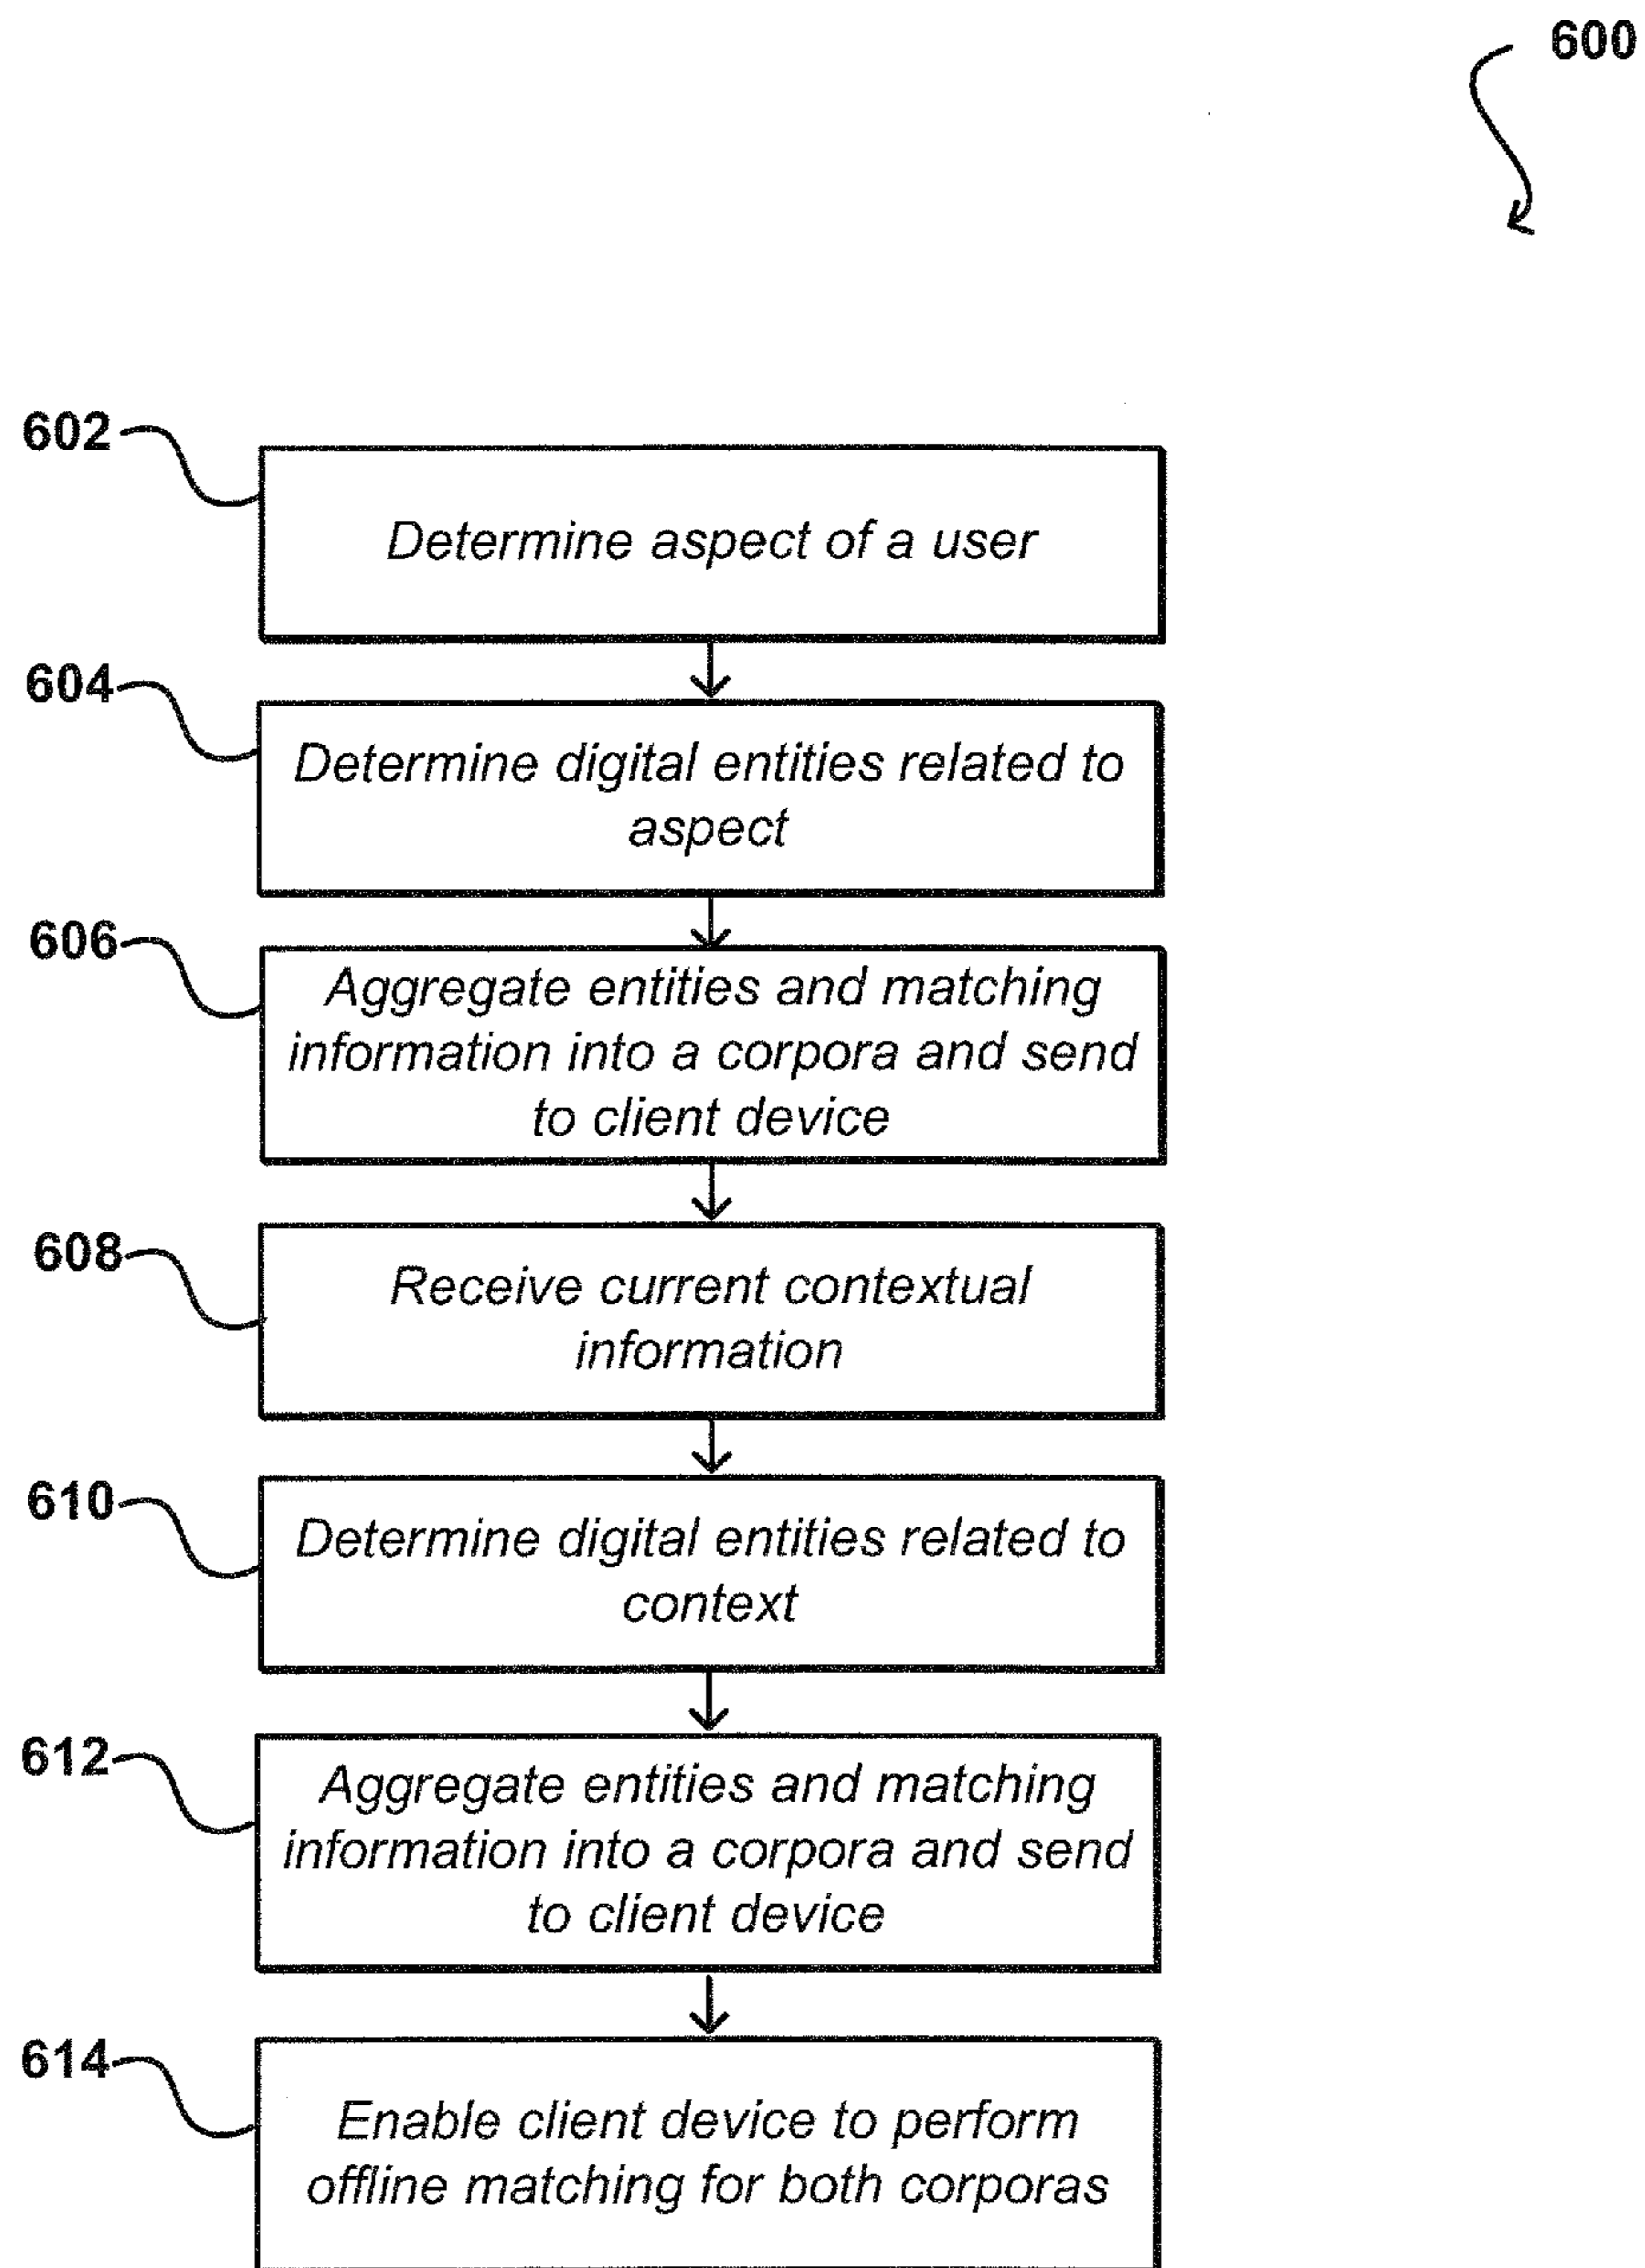 600
602
Determine aspect of a user
604
Determine digital entities related to
aspect
606
Aggregate entities and matching
information into a corpora and send
to client device
608
Receive current contextual
information
610
Determine digital entities related to
context
612
Aggregate entities and matching
information into a corpora and send
to client device
614
Enable client device to perform
offline matching for both corporas